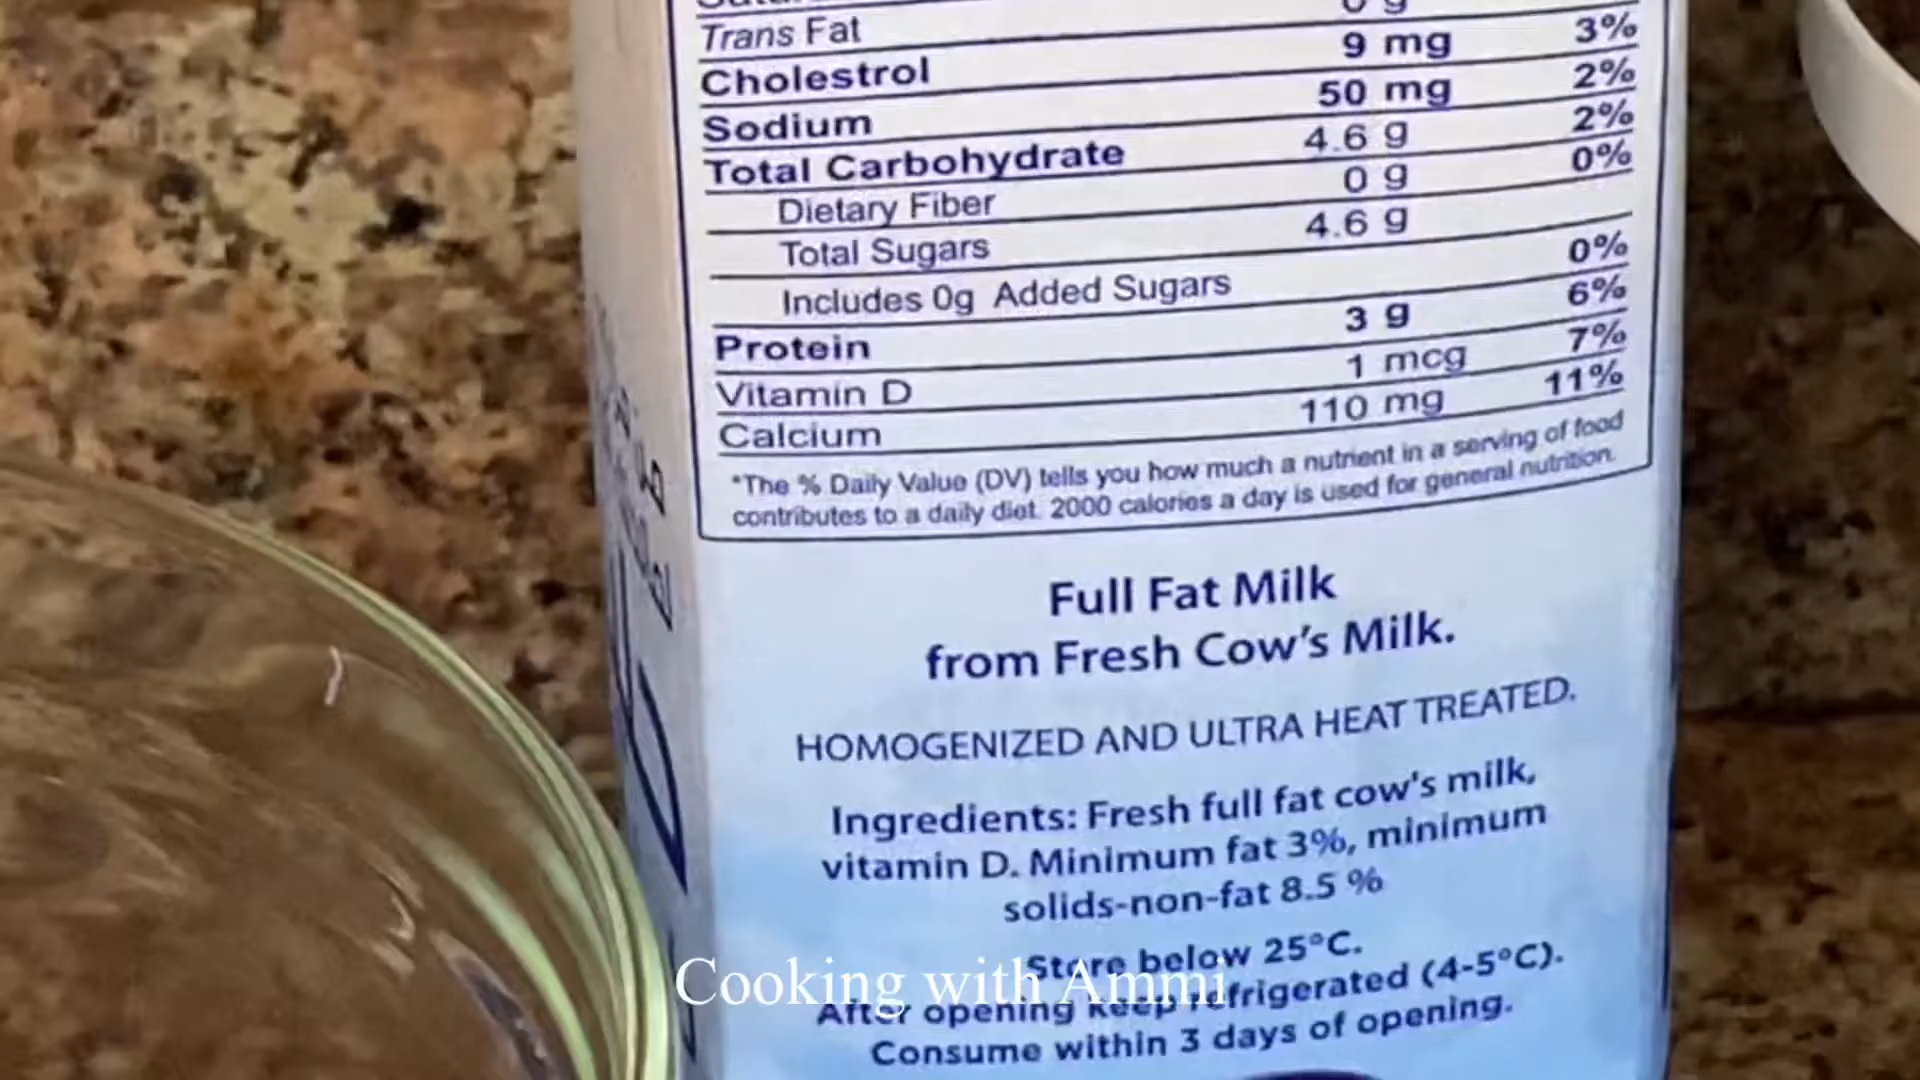 Trans Fat 0 g
Cholestrol 9 mg 3%
Sodium 50 mg 2%
Total Carbohydrate 4.6 g 2%
Dietary Fiber 0 g 0%
Total Sugars 4.6 g
Includes 0g Added Sugars 0%
Protein 3 g 6%
Vitamin D 1 mcg 7%
Calcium 110 mg 11%
*The % Daily Value (DV) tells you how much a nutrient in a serving of food
contributes to a daily diet. 2000 calories a day is used for general nutrition.
Full Fat Milk
from Fresh Cow's Milk.
HOMOGENIZED AND ULTRA HEAT TREATED.
Ingredients: Fresh full fat cow's milk,
vitamin D. Minimum fat 3%, minimum
solids-non-fat 8.5 %
Store below 25°C.
Cooking with Ammi
After opening keep refrigerated (4-5°C).
Consume within 3 days of opening.